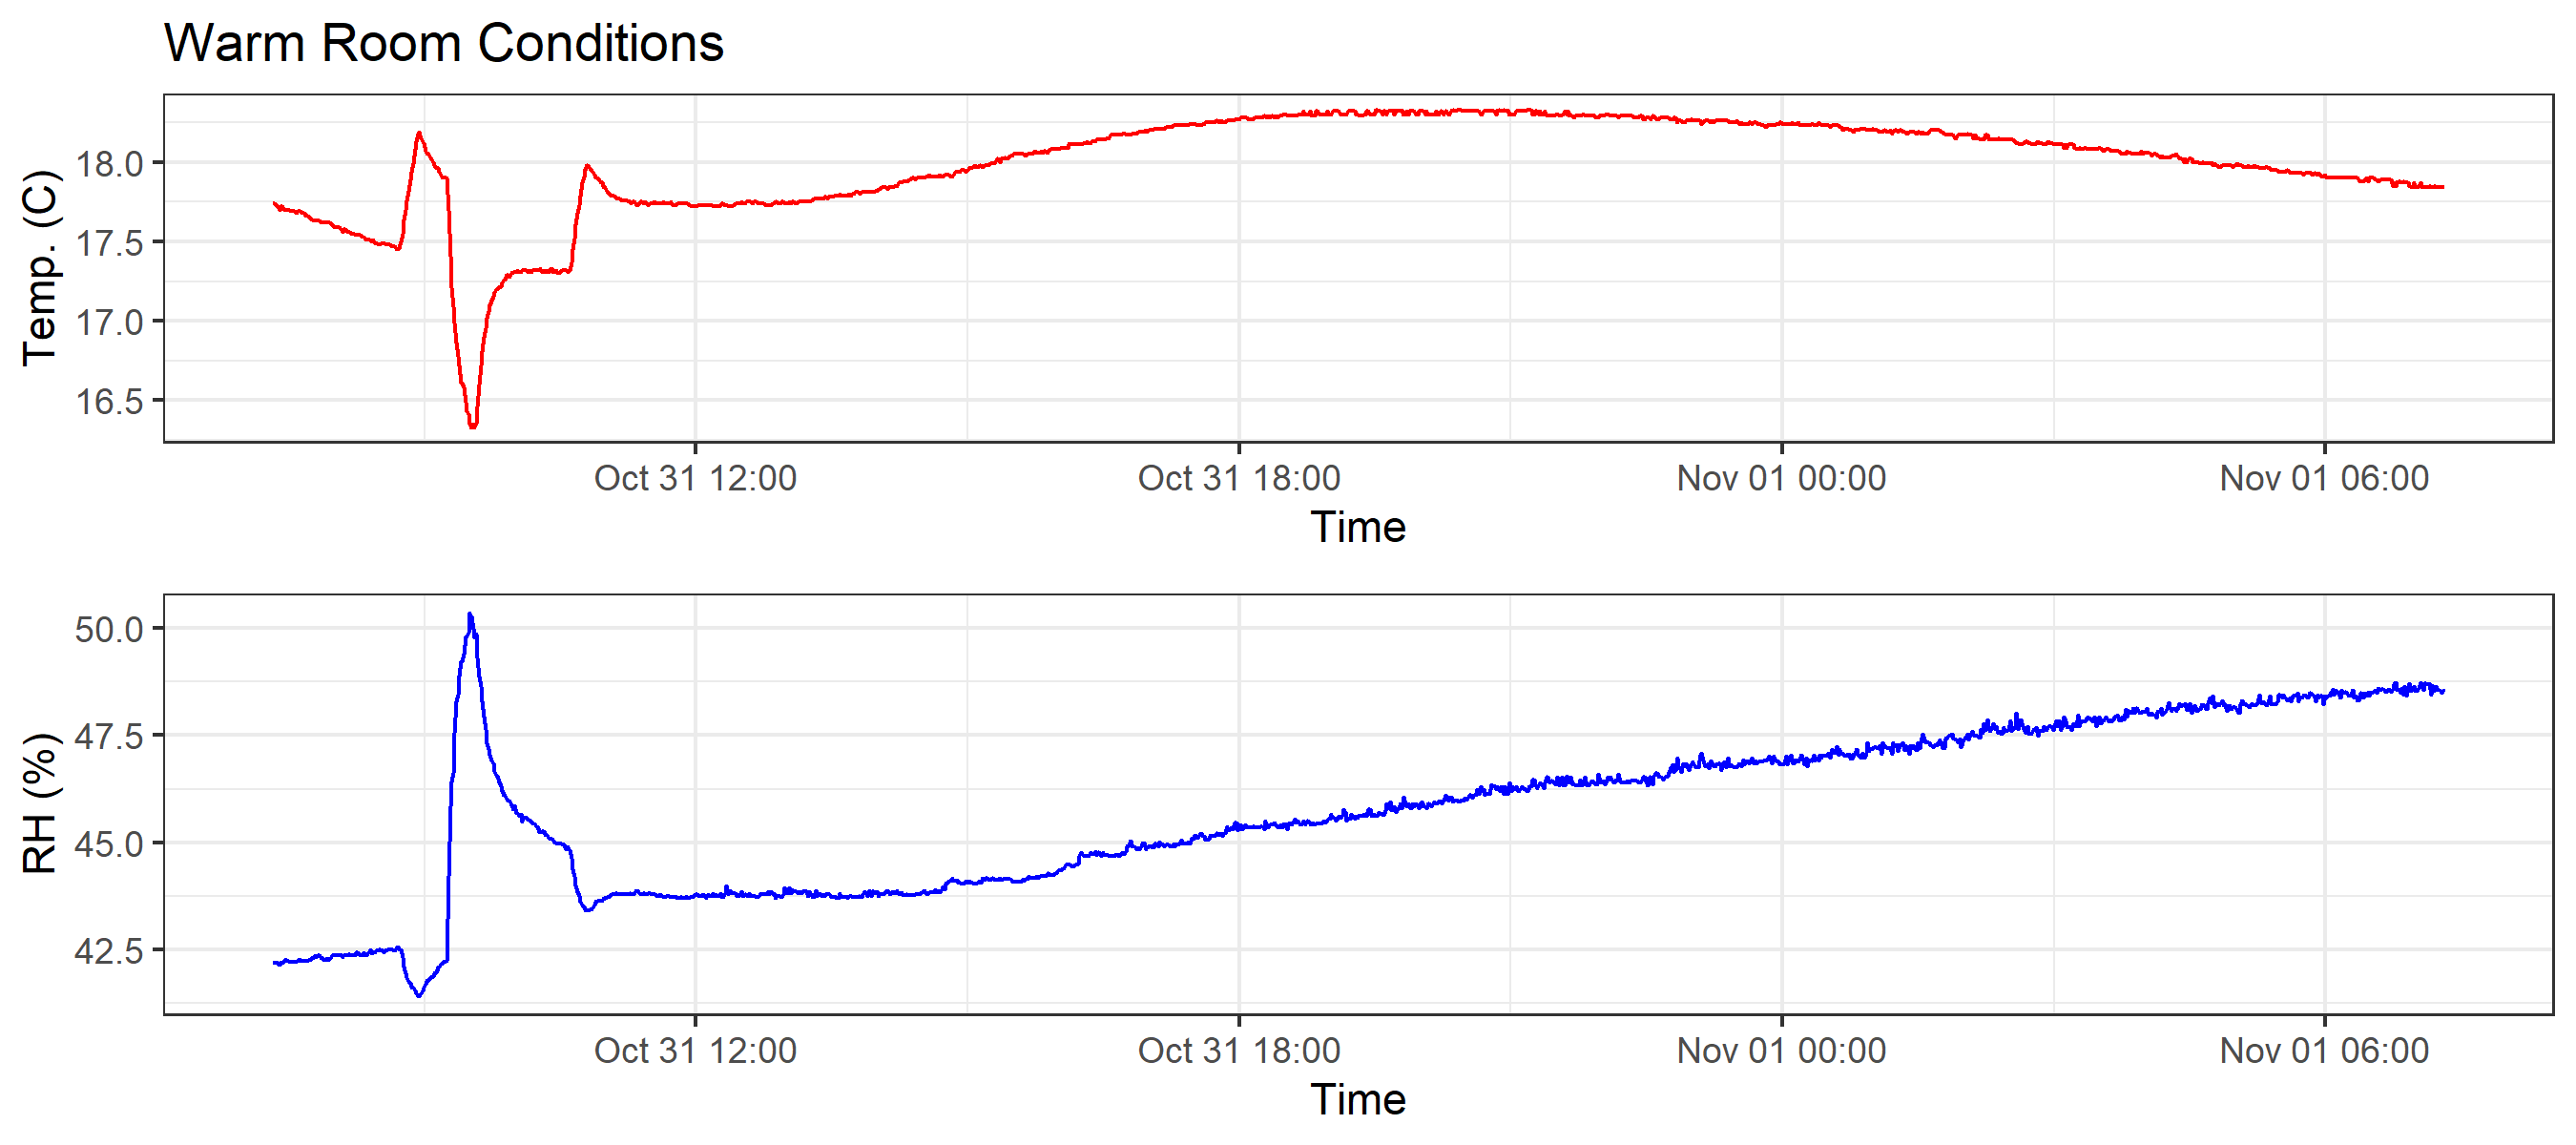 Warm Room Conditions
Temp. (C)
18.0
17.5
17.0
16.5
Oct 31 12:00 Oct 31 18:00 Nov 01 00:00 Nov 01 06:00
Time
RH (%)
50.0
47.5
45.0
42.5
Oct 31 12:00 Oct 31 18:00 Nov 01 00:00 Nov 01 06:00
Time